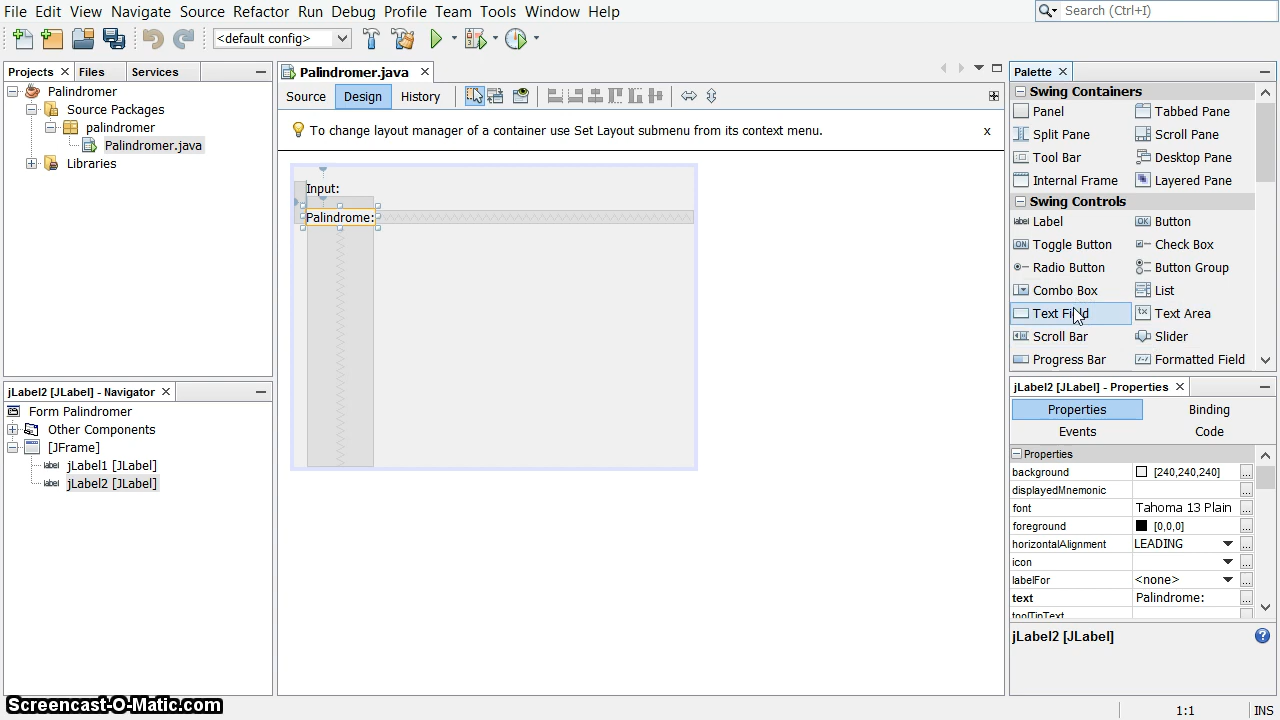 File Edit View Navigate Source Refactor Run Debug Profile Team Tools Window Help
Search (Ctrl+I)
<default config>
Projects Files Services
Palindromer
Source Packages
palindromer
Palindromer.java
Libraries
jLabel2 [JLabel] - Navigator
Form Palindromer
Other Components
[JFrame]
jLabel1 [JLabel]
jLabel2 [JLabel]
Palindromer.java
Source Design History
To change layout manager of a container use Set Layout submenu from its context menu. x
Input:
Palindrome:
Palette
Swing Containers
Panel Tabbed Pane
Split Pane Scroll Pane
Tool Bar Desktop Pane
Internal Frame Layered Pane
Swing Controls
label Label OK Button
ON Toggle Button Check Box
Radio Button Button Group
Combo Box List
Text Field Text Area
Scroll Bar Slider
Progress Bar Formatted Field
jLabel2 [JLabel] - Properties
Properties Binding
Events Code
Properties
background [240,240,240] ...
displayedMnemonic ...
font Tahoma 13 Plain ...
foreground [0,0,0] ...
horizontalAlignment LEADING ...
icon ...
labelFor <none> ...
text Palindrome: ...
toolTipText
jLabel2 [JLabel]
1:1 INS
Screencast-O-Matic.com